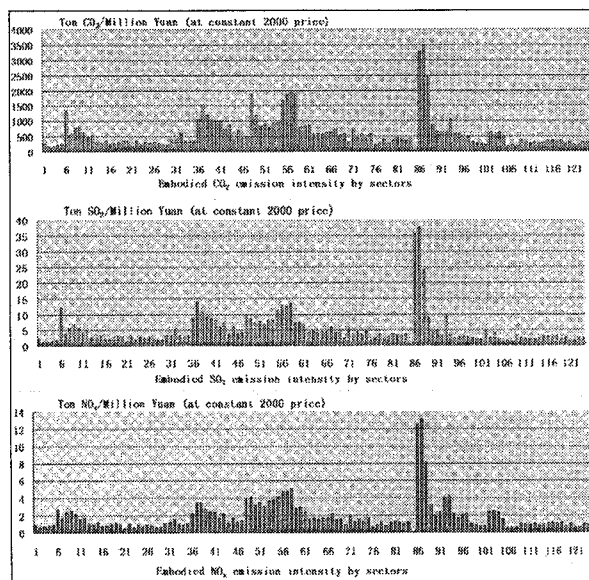 Ton CO₂/Million Yuan (at constant 2000 price)
4000
3500
3000
2500
2000
1500
1000
500
0
1 6 11 16 21 26 31 36 41 46 51 56 61 66 71 76 81 86 91 96 101 106 111 116 121
Embodied CO₂ emission intensity by sectors
Ton SO₂/Million Yuan (at constant 2000 price)
40
35
30
25
20
15
10
5
0
1 6 11 16 21 26 31 36 41 46 51 56 61 66 71 76 81 86 91 96 101 106 111 116 121
Embodied SO₂ emission intensity by sectors
Ton NOₓ/Million Yuan (at constant 2000 price)
14
12
10
8
6
4
2
0
1 6 11 16 21 26 31 36 41 46 51 56 61 66 71 76 81 86 91 96 101 106 111 116 121
Embodied NOₓ emission intensity by sectors